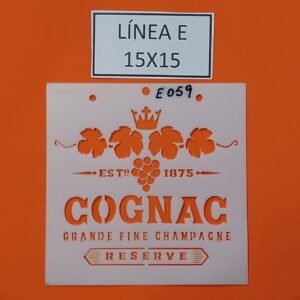 LÍNEA E
15X15
E059
ESTD 1875
COGNAC
GRANDE FINE CHAMPAGNE
RESERVE